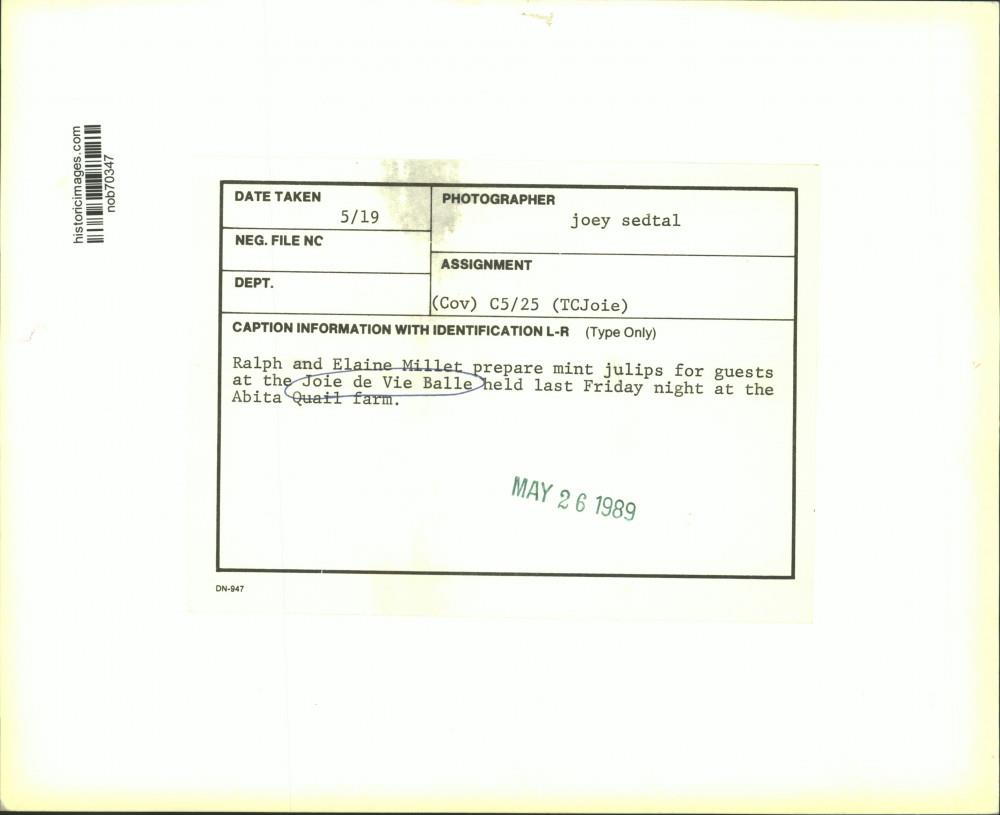 historicimages.com
nob70347
DATE TAKEN
5/19
PHOTOGRAPHER
joey sedtal
NEG. FILE NC
ASSIGNMENT
(Cov) C5/25 (TCJoie)
DEPT.
CAPTION INFORMATION WITH IDENTIFICATION L-R (Type Only)
Ralph and Elaine Millet prepare mint julips for guests
at the Joie de Vie Balle held last Friday night at the
Abita Quail farm.
MAY 26 1989
DN-947